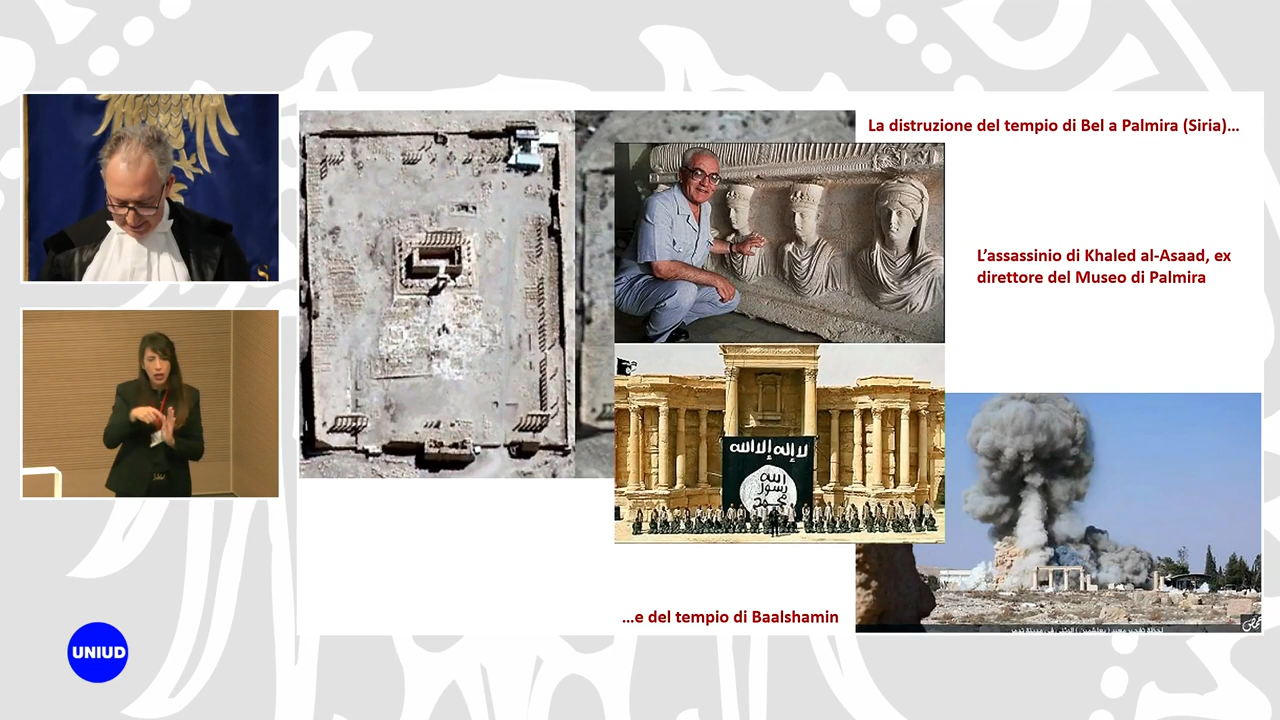 La distruzione del tempio di Bel a Palmira (Siria)…
L’assassinio di Khaled al-Asaad, ex
direttore del Museo di Palmira
لا إله إلا الله
الله
رسول
محمد
…e del tempio di Baalshamin
UNIUD